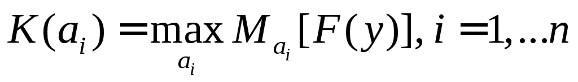 K(a_i) = max_{a_i} M_{a_i}[F(y)], i = 1,...n